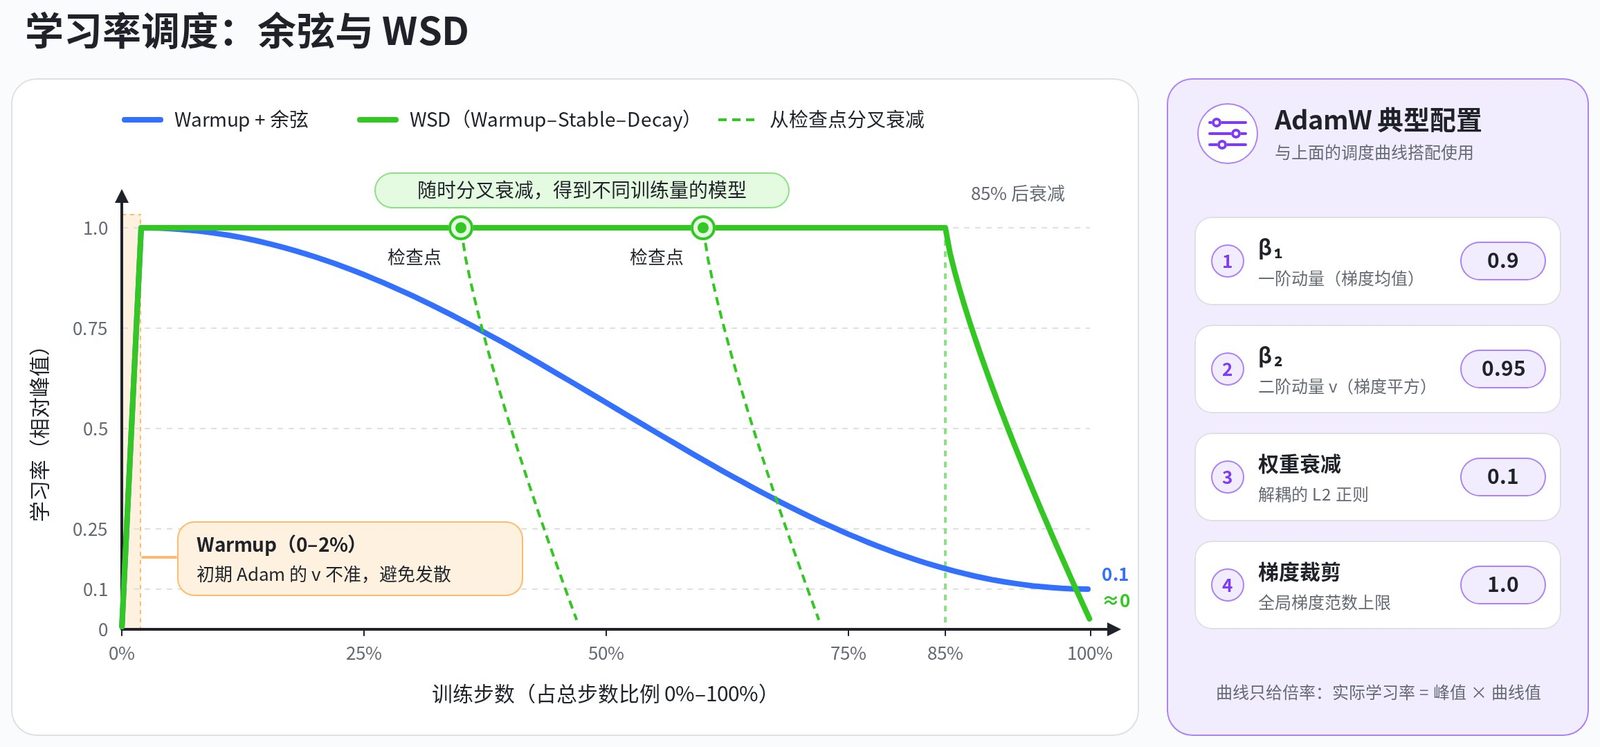 学习率调度：余弦与 WSD
Warmup + 余弦
WSD（Warmup–Stable–Decay）
从检查点分叉衰减
随时分叉衰减，得到不同训练量的模型
85% 后衰减
检查点
检查点
学习率（相对峰值）
1.0
0.75
0.5
0.25
0.1
0
Warmup（0–2%）
初期 Adam 的 v 不准，避免发散
0.1
≈0
0%
25%
50%
75%
85%
100%
训练步数（占总步数比例 0%–100%）
AdamW 典型配置
与上面的调度曲线搭配使用
1
β₁
一阶动量（梯度均值）
0.9
2
β₂
二阶动量 v（梯度平方）
0.95
3
权重衰减
解耦的 L2 正则
0.1
4
梯度裁剪
全局梯度范数上限
1.0
曲线只给倍率：实际学习率 = 峰值 × 曲线值